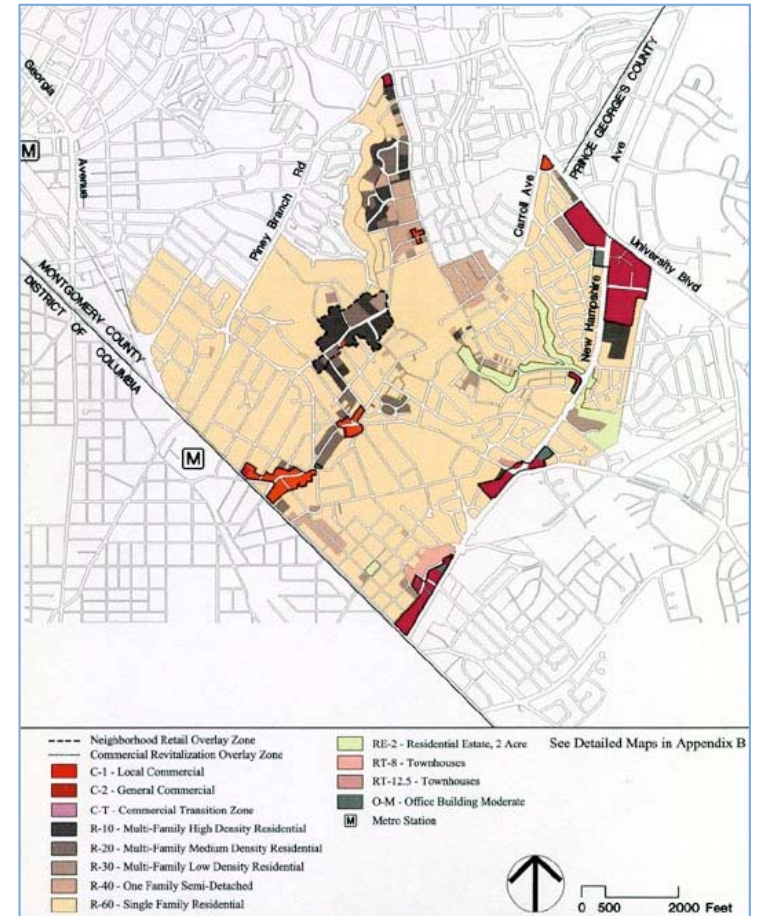 Georgia
Avenue
M
Piney Branch Rd
Carroll Ave
PRINCE GEORGE'S COUNTY
Ave
University Blvd
New Hampshire
MONTGOMERY COUNTY
DISTRICT OF COLUMBIA
M
Neighborhood Retail Overlay Zone
Commercial Revitalization Overlay Zone
C-1 - Local Commercial
C-2 - General Commercial
C-T - Commercial Transition Zone
R-10 - Multi-Family High Density Residential
R-20 - Multi-Family Medium Density Residential
R-30 - Multi-Family Low Density Residential
R-40 - One Family Semi-Detached
R-60 - Single Family Residential
RE-2 - Residential Estate, 2 Acre
RT-8 - Townhouses
RT-12.5 - Townhouses
O-M - Office Building Moderate
M Metro Station
See Detailed Maps in Appendix B
0 500 2000 Feet